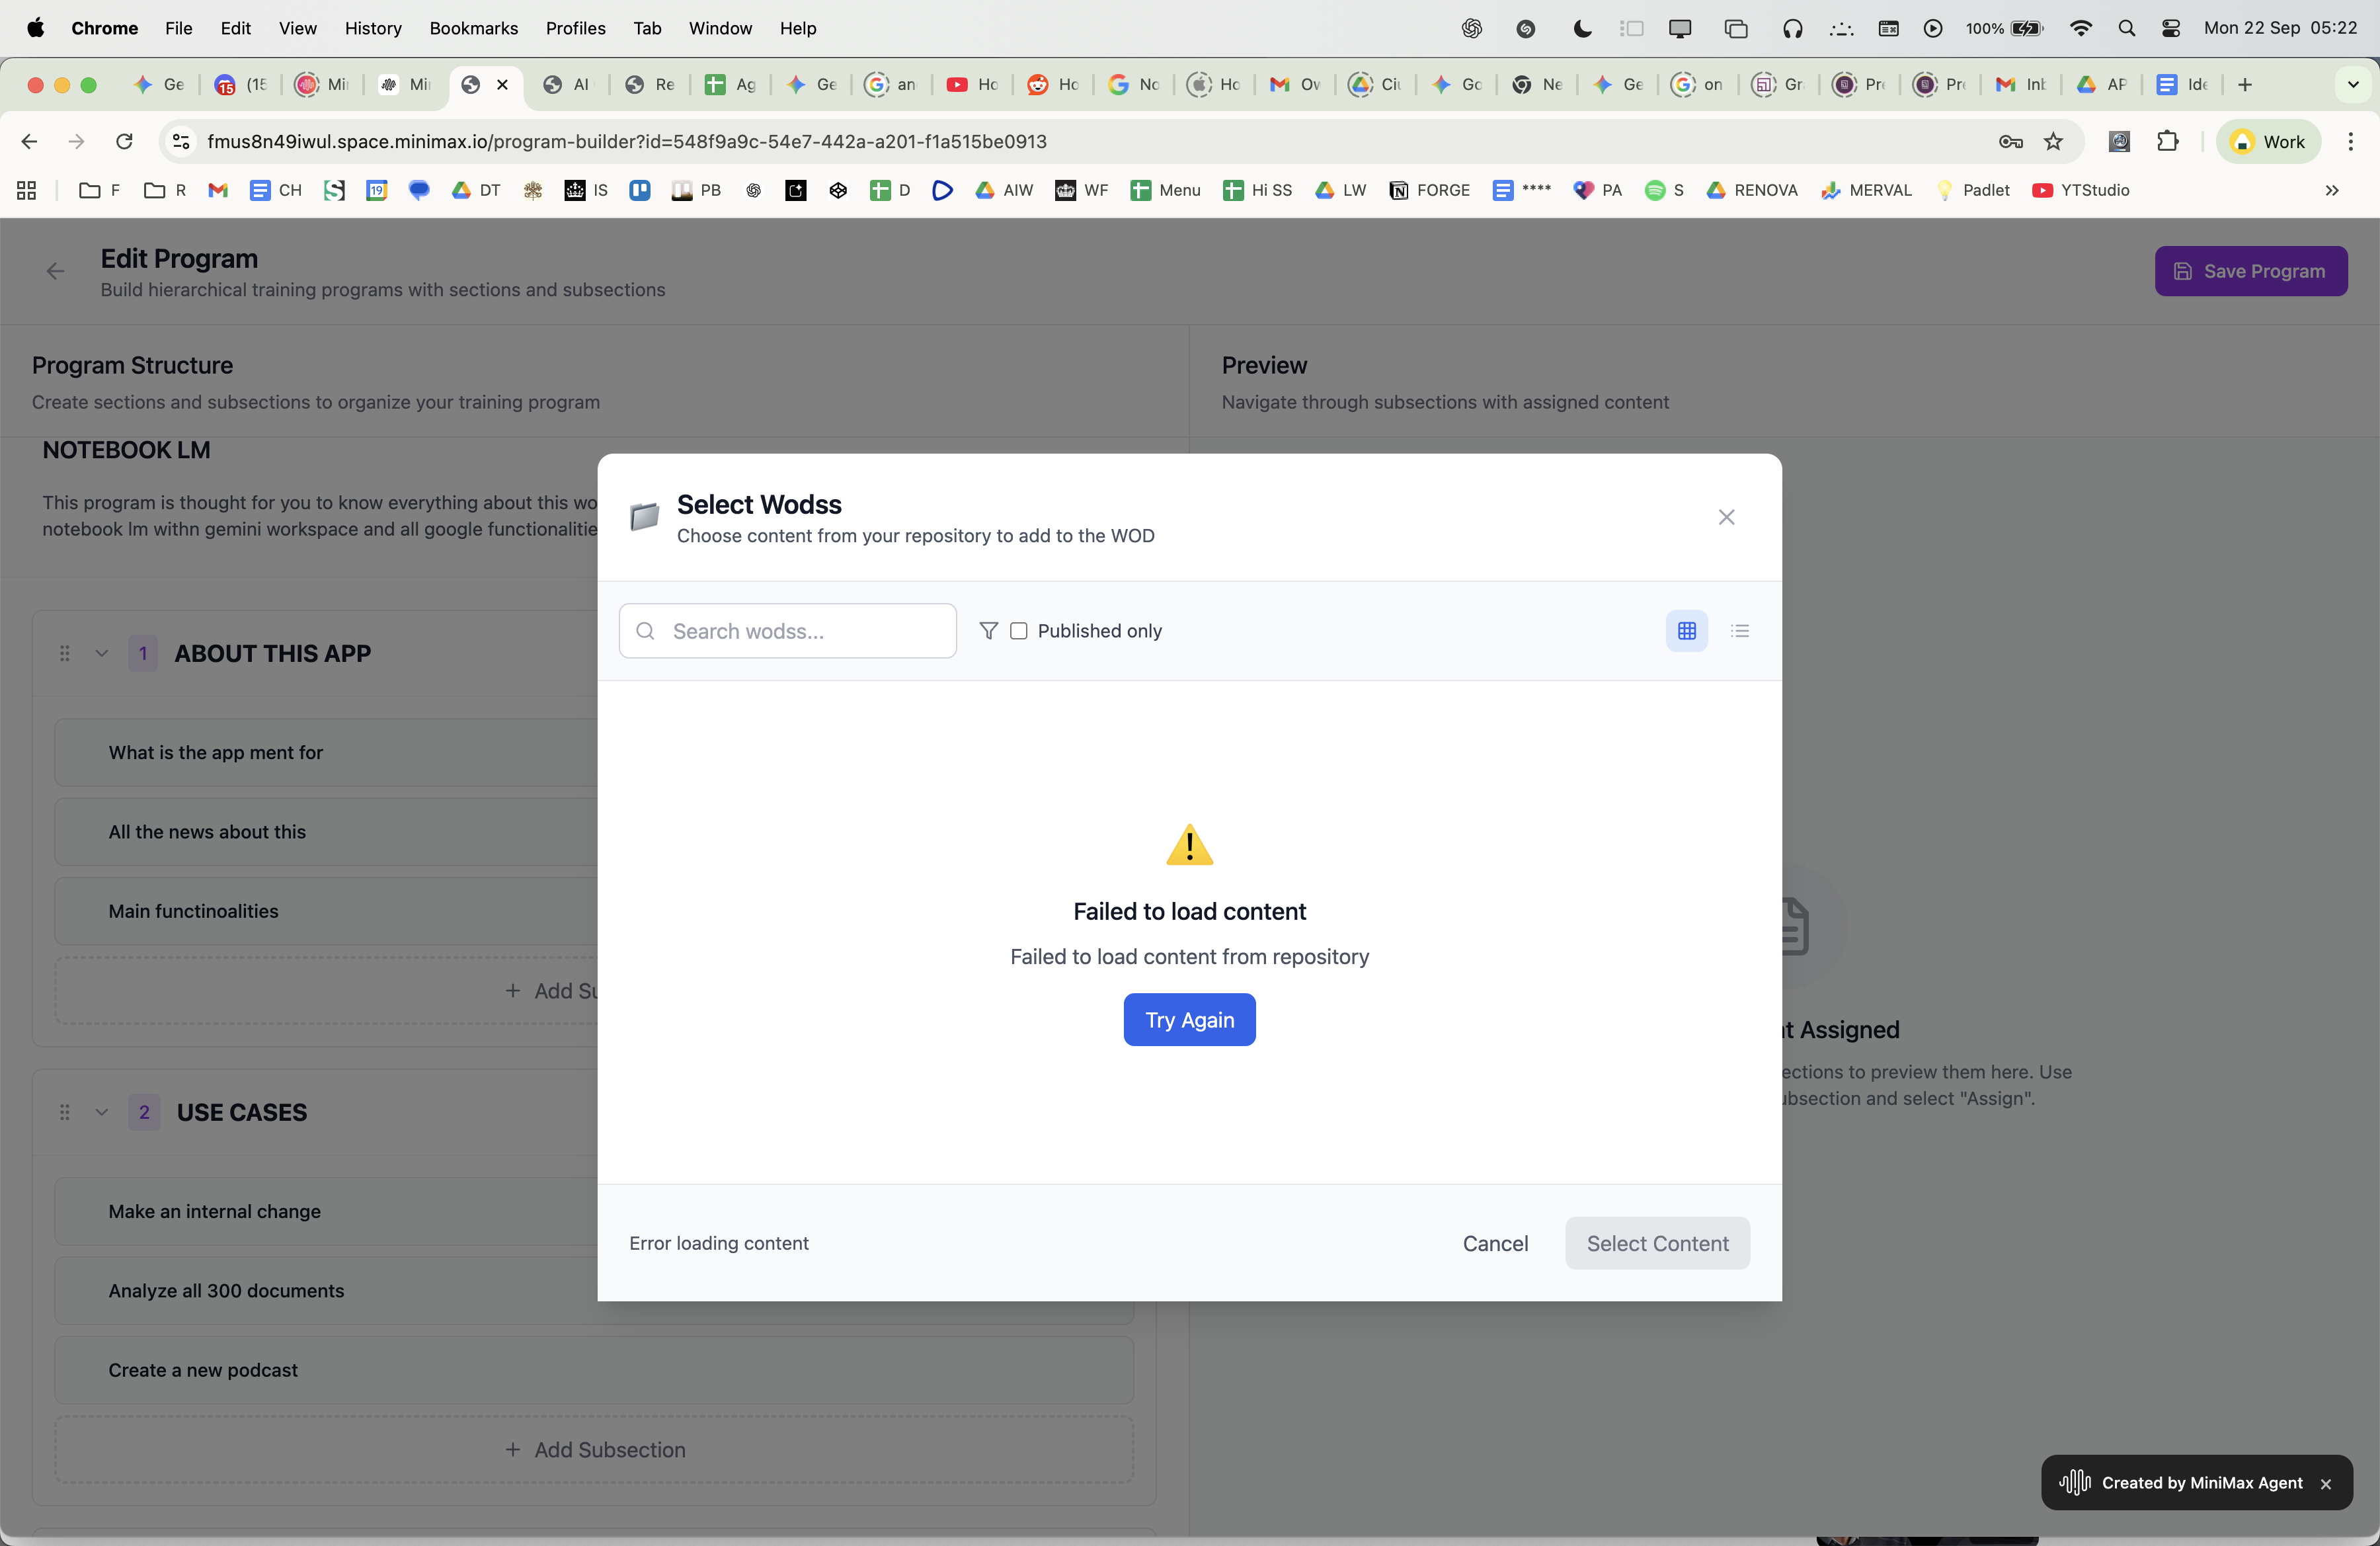 Chrome File Edit View History Bookmarks Profiles Tab Window Help 100% Mon 22 Sep 05:22
Ge (15 Min Min AI Re Ag Ge an Ho Ho No Ho Ow Ciu Go Ne Ge on Gr Pre Pre Inb AP Ide
fmus8n49iwul.space.minimax.io/program-builder?id=548f9a9c-54e7-442a-a201-f1a515be0913 Work
F R CH DT IS PB D AIW WF Menu Hi SS LW FORGE **** PA S RENOVA MERVAL Padlet YTStudio
Edit Program
Build hierarchical training programs with sections and subsections
Save Program
Program Structure
Create sections and subsections to organize your training program
Preview
Navigate through subsections with assigned content
NOTEBOOK LM
This program is thought for you to know everything about this wo
notebook lm withn gemini workspace and all google functionalitie
1 ABOUT THIS APP
What is the app ment for
All the news about this
Main functinoalities
+ Add Su
2 USE CASES
Make an internal change
Analyze all 300 documents
Create a new podcast
+ Add Subsection
Select Wodss
Choose content from your repository to add to the WOD
Search wodss...
Published only
Failed to load content
Failed to load content from repository
Try Again
Error loading content
Cancel
Select Content
t Assigned
ections to preview them here. Use
ubsection and select "Assign".
Created by MiniMax Agent